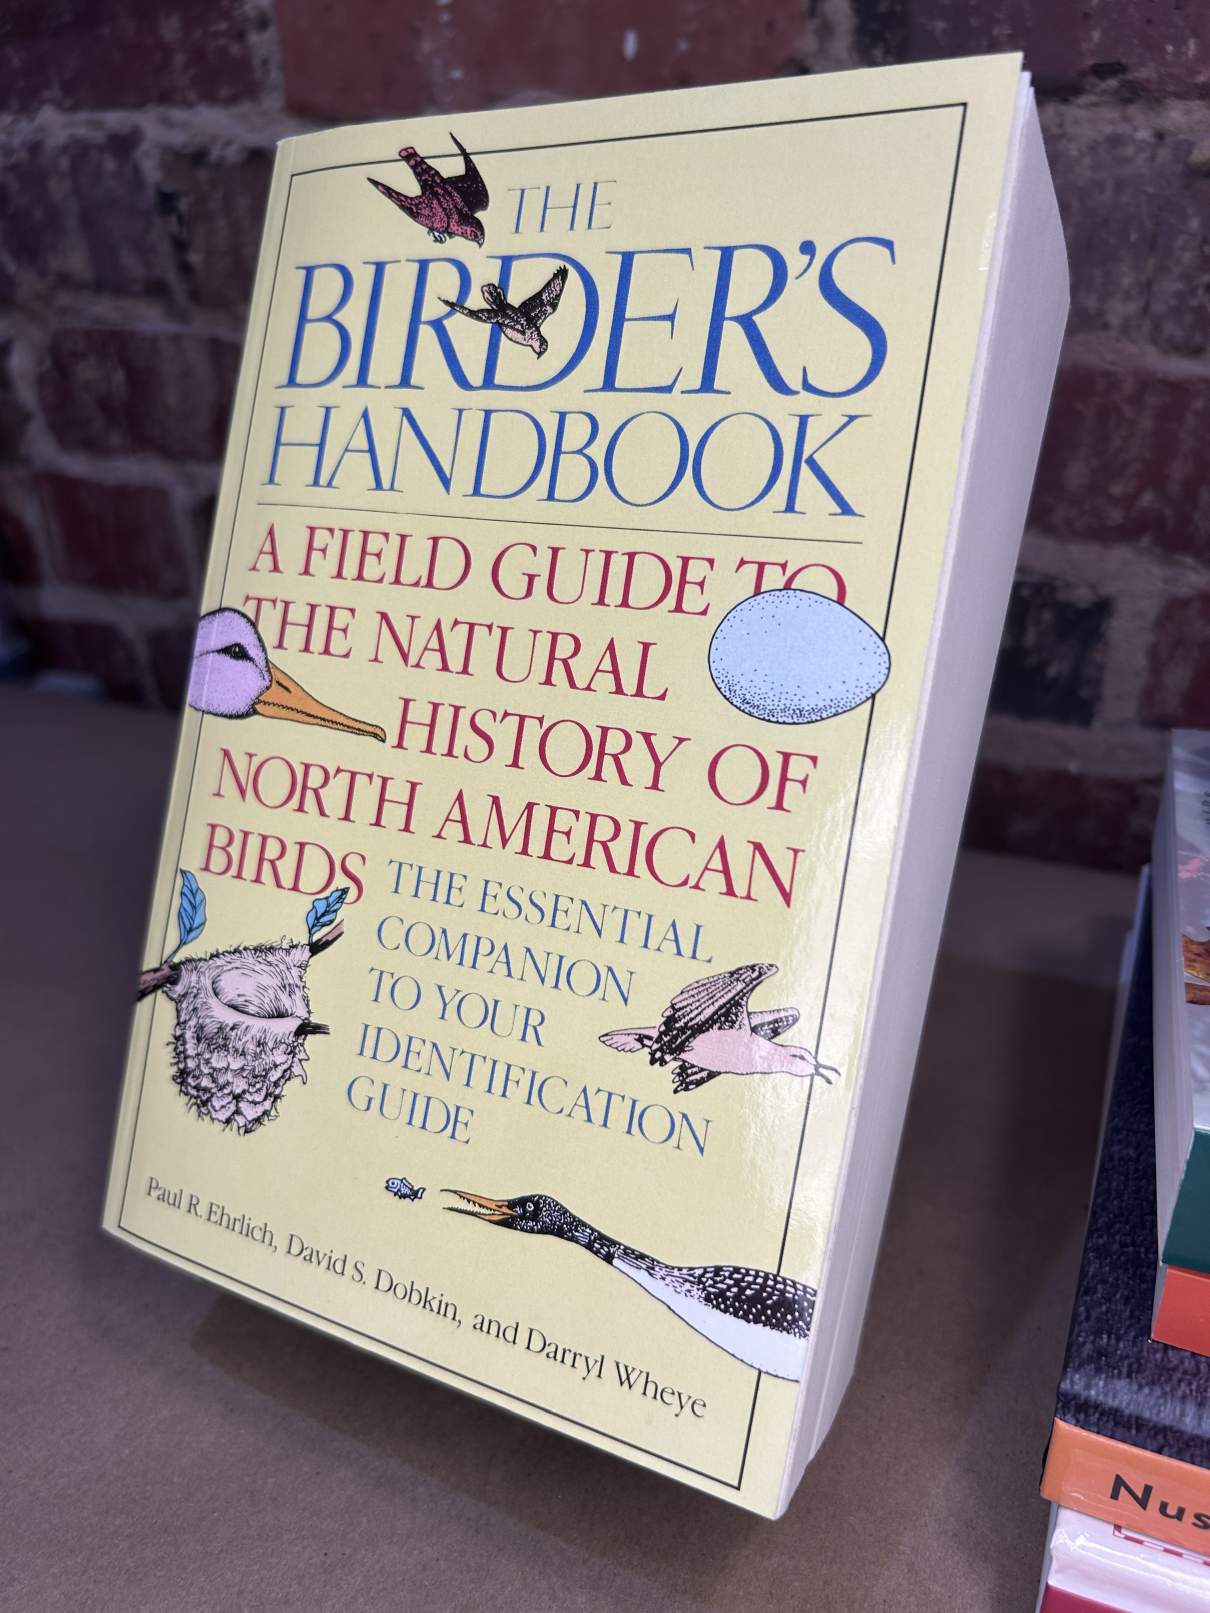 THE
BIRDER'S
HANDBOOK
A FIELD GUIDE TO
THE NATURAL
HISTORY OF
NORTH AMERICAN
BIRDS
THE ESSENTIAL
COMPANION
TO YOUR
IDENTIFICATION
GUIDE
Paul R. Ehrlich, David S. Dobkin, and Darryl Wheye
Nus